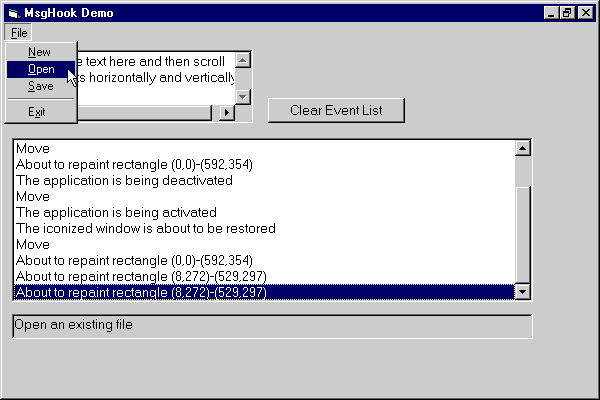 MsgHook Demo
File
New
Open
Save
Exit
e text here and then scroll
s horizontally and vertically
Clear Event List
Move
About to repaint rectangle (0,0)-(592,354)
The application is being deactivated
Move
The application is being activated
The iconized window is about to be restored
Move
About to repaint rectangle (0,0)-(592,354)
About to repaint rectangle (8,272)-(529,297)
About to repaint rectangle (8,272)-(529,297)
Open an existing file